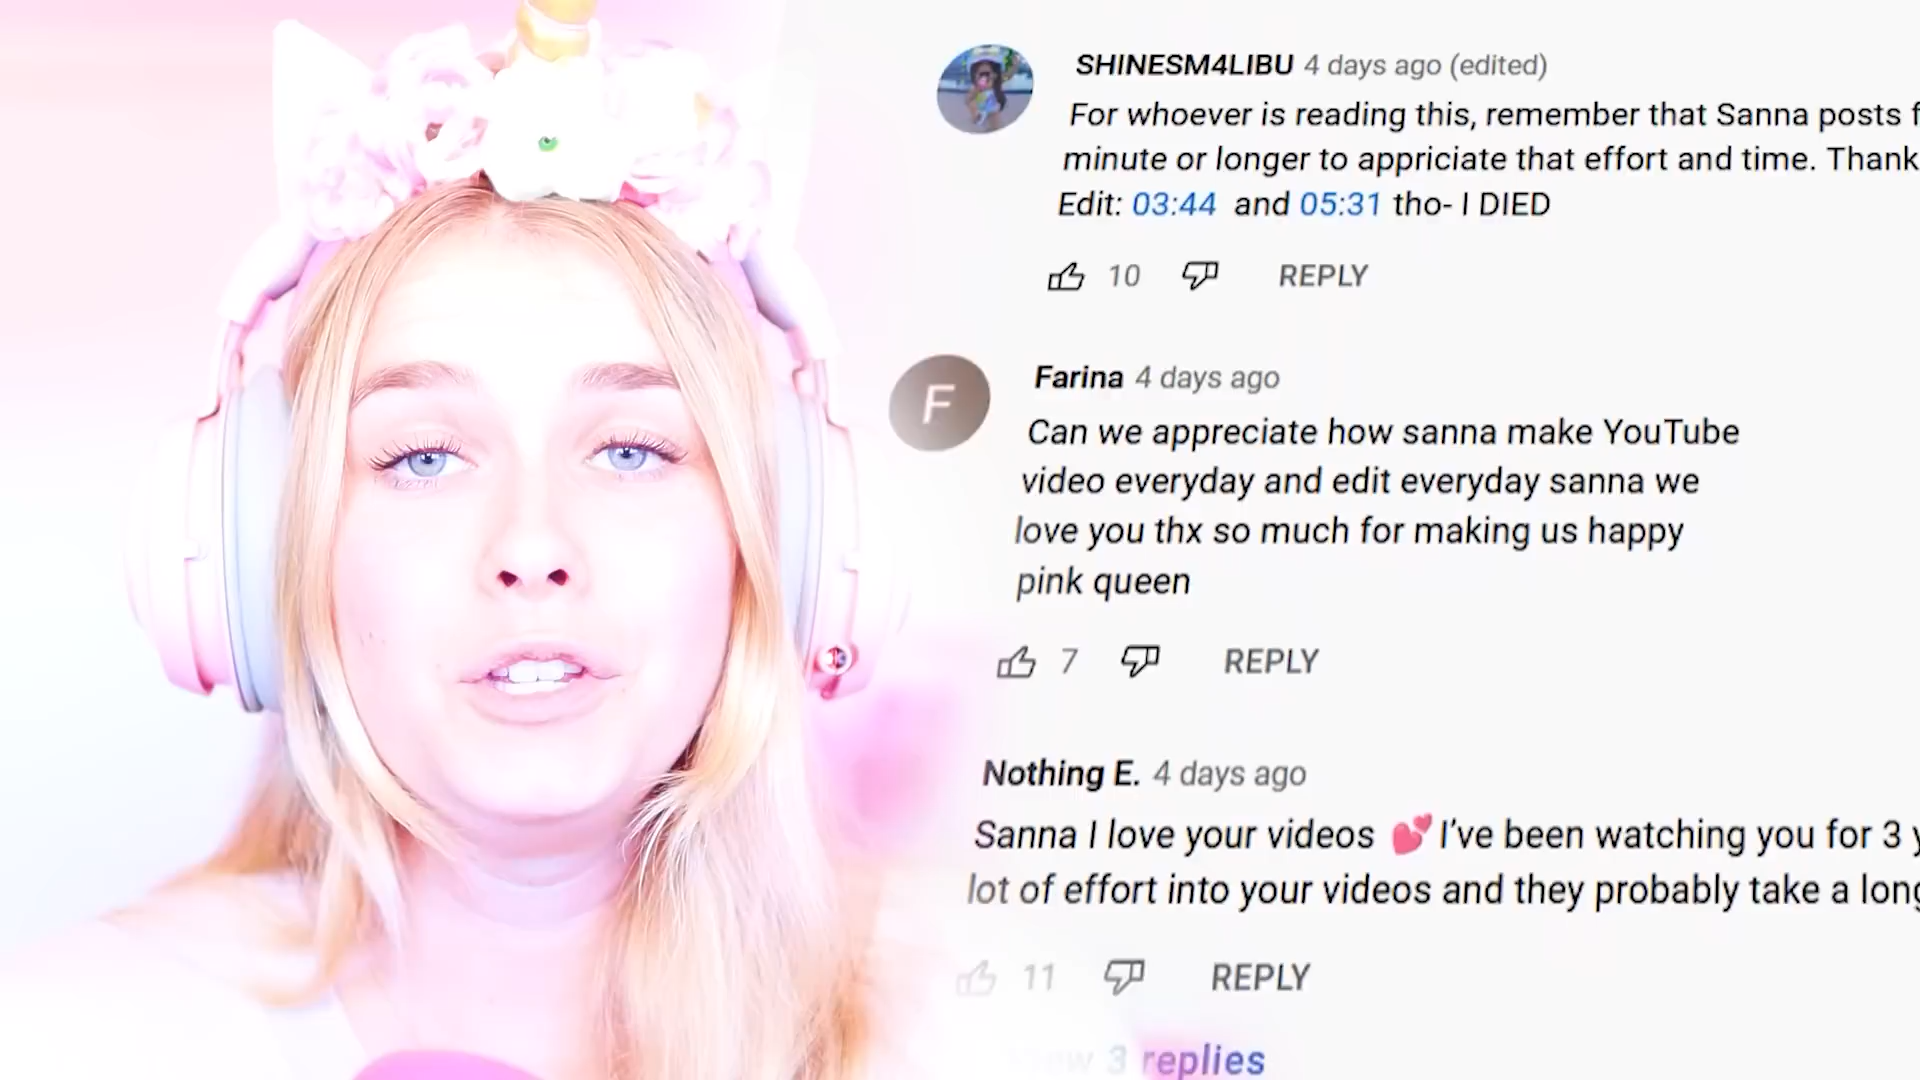 SHINESM4LIBU 4 days ago (edited)
For whoever is reading this, remember that Sanna posts
minute or longer to appriciate that effort and time. Thank
Edit: 03:44 and 05:31 tho- I DIED
10 REPLY
F
Farina 4 days ago
Can we appreciate how sanna make YouTube
video everyday and edit everyday sanna we
love you thx so much for making us happy
pink queen
7 REPLY
Nothing E. 4 days ago
Sanna I love your videos 💕 I've been watching you for 3
lot of effort into your videos and they probably take a long
11 REPLY
3 replies